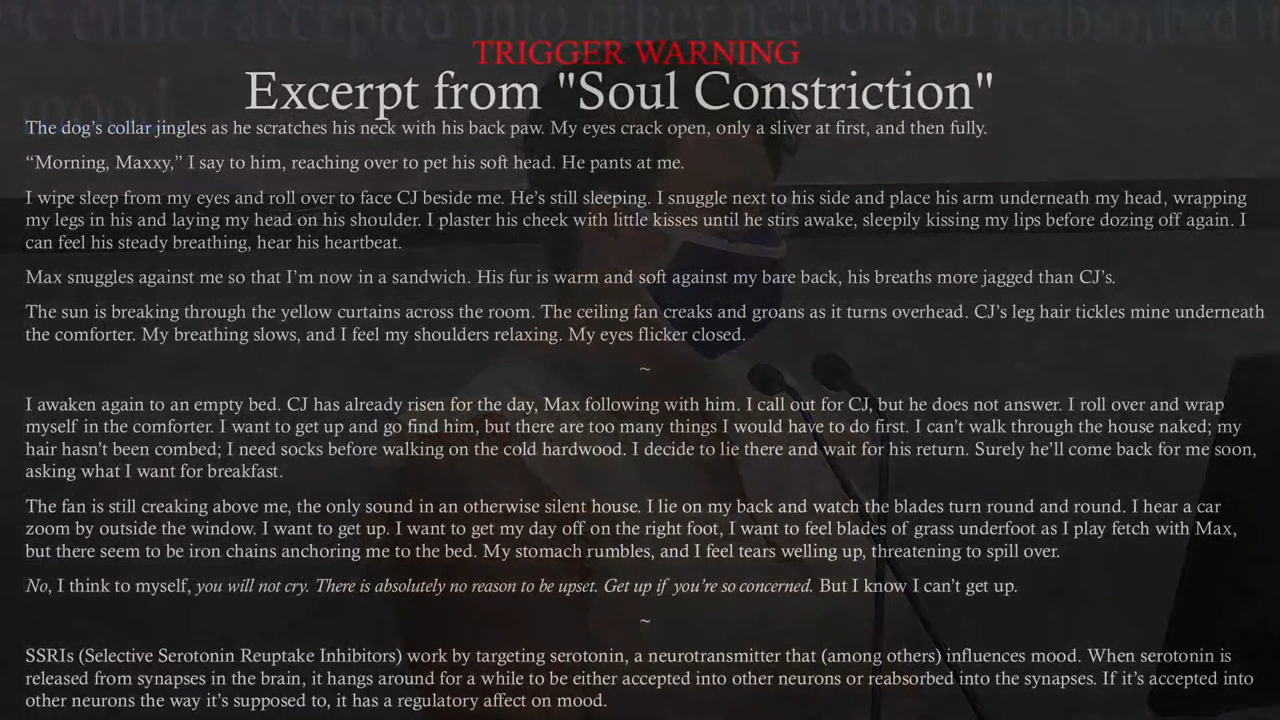 be either accepted into other neurons or reabsorbed
mood.
TRIGGER WARNING
Excerpt from "Soul Constriction"
The dog’s collar jingles as he scratches his neck with his back paw. My eyes crack open, only a sliver at first, and then fully.
“Morning, Maxxy,” I say to him, reaching over to pet his soft head. He pants at me.
I wipe sleep from my eyes and roll over to face CJ beside me. He’s still sleeping. I snuggle next to his side and place his arm underneath my head, wrapping
my legs in his and laying my head on his shoulder. I plaster his cheek with little kisses until he stirs awake, sleepily kissing my lips before dozing off again. I
can feel his steady breathing, hear his heartbeat.
Max snuggles against me so that I’m now in a sandwich. His fur is warm and soft against my bare back, his breaths more jagged than CJ’s.
The sun is breaking through the yellow curtains across the room. The ceiling fan creaks and groans as it turns overhead. CJ’s leg hair tickles mine underneath
the comforter. My breathing slows, and I feel my shoulders relaxing. My eyes flicker closed.
~
I awaken again to an empty bed. CJ has already risen for the day, Max following with him. I call out for CJ, but he does not answer. I roll over and wrap
myself in the comforter. I want to get up and go find him, but there are too many things I would have to do first. I can’t walk through the house naked; my
hair hasn’t been combed; I need socks before walking on the cold hardwood. I decide to lie there and wait for his return. Surely he’ll come back for me soon,
asking what I want for breakfast.
The fan is still creaking above me, the only sound in an otherwise silent house. I lie on my back and watch the blades turn round and round. I hear a car
zoom by outside the window. I want to get up. I want to get my day off on the right foot, I want to feel blades of grass underfoot as I play fetch with Max,
but there seem to be iron chains anchoring me to the bed. My stomach rumbles, and I feel tears welling up, threatening to spill over.
No, I think to myself, you will not cry. There is absolutely no reason to be upset. Get up if you’re so concerned. But I know I can’t get up.
~
SSRIs (Selective Serotonin Reuptake Inhibitors) work by targeting serotonin, a neurotransmitter that (among others) influences mood. When serotonin is
released from synapses in the brain, it hangs around for a while to be either accepted into other neurons or reabsorbed into the synapses. If it’s accepted into
other neurons the way it’s supposed to, it has a regulatory affect on mood.